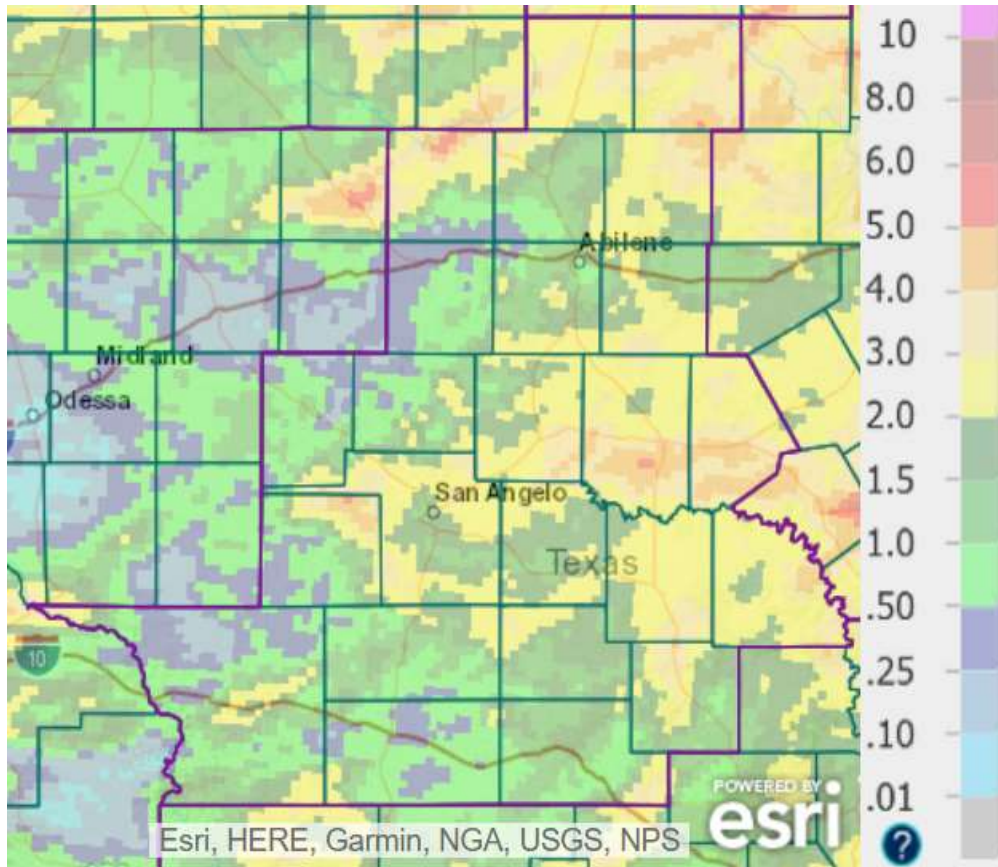 Abilene
Midland
Odessa
San Angelo
Texas
10
POWERED BY
esri
Esri, HERE, Garmin, NGA, USGS, NPS
10
8.0
6.0
5.0
4.0
3.0
2.0
1.5
1.0
.50
.25
.10
.01
?